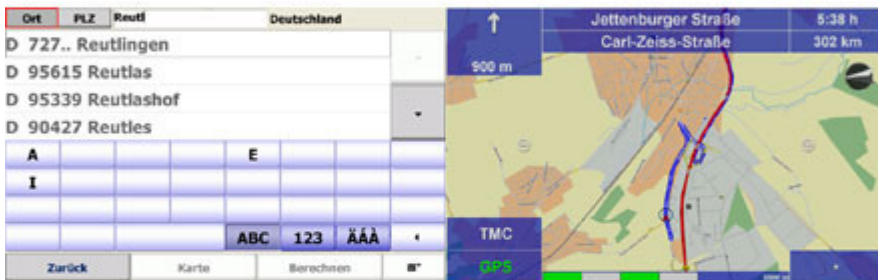 Ort PLZ Reutl Deutschland
D 727.. Reutlingen
D 95615 Reutlas
D 95339 Reutlashof
D 90427 Reutles
A E
I
ABC 123 ÄÁÀ
Zurück Karte Berechnen
Jettenburger Straße 5:38 h
Carl-Zeiss-Straße 302 km
900 m
TMC
GPS